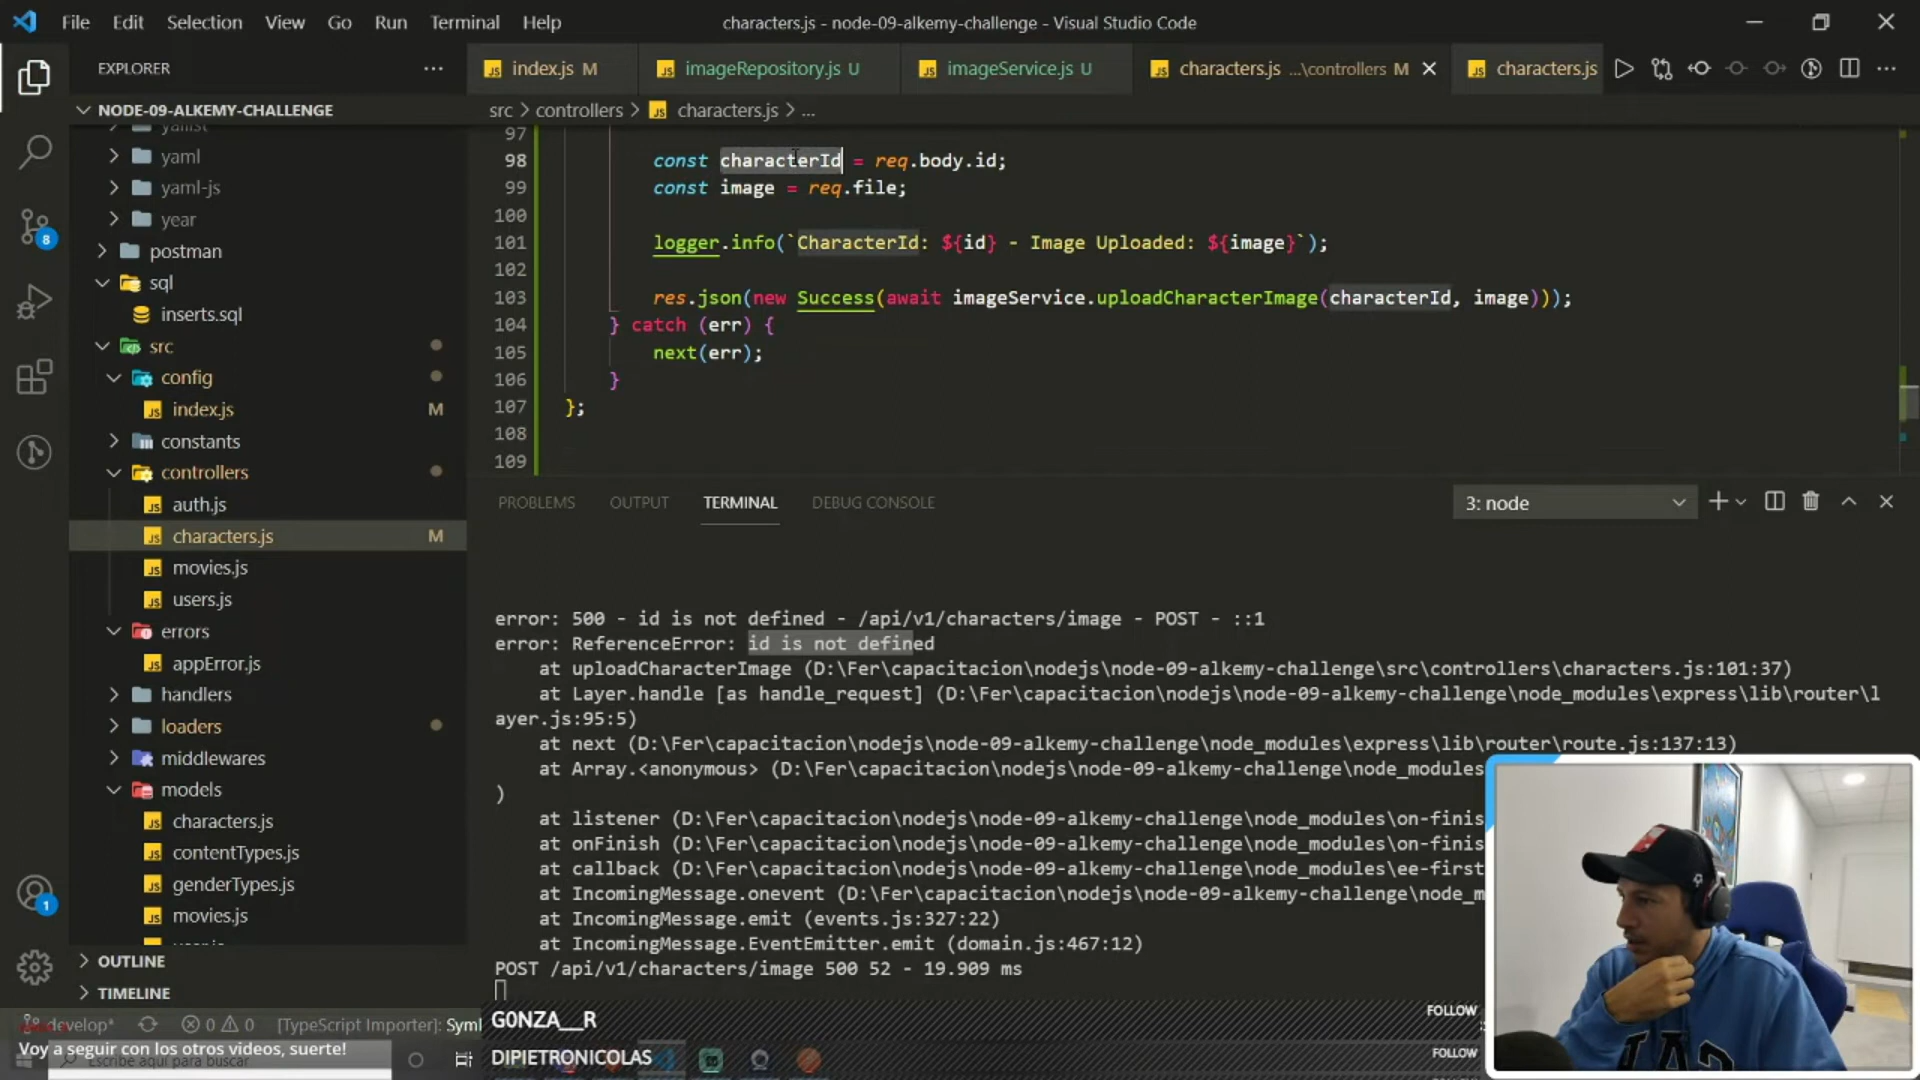 File Edit Selection View Go Run Terminal Help
characters.js - node-09-alkemy-challenge - Visual Studio Code
EXPLORER
index.js M
imageRepository.js U
imageService.js U
characters.js ...\controllers M
characters.js
NODE-09-ALKEMY-CHALLENGE
src > controllers > characters.js > ...
yallist
yaml
yaml-js
year
postman
sql
inserts.sql
src
config
index.js M
constants
controllers
auth.js
characters.js M
movies.js
users.js
errors
appError.js
handlers
loaders
middlewares
models
characters.js
contentTypes.js
genderTypes.js
movies.js
OUTLINE
TIMELINE
8
1
97
98 const characterId = req.body.id;
99 const image = req.file;
100
101 logger.info(`CharacterId: ${id} - Image Uploaded: ${image}`);
102
103 res.json(new Success(await imageService.uploadCharacterImage(characterId, image)));
104 } catch (err) {
105 next(err);
106 }
107 };
108
109
PROBLEMS OUTPUT TERMINAL DEBUG CONSOLE
3: node
error: 500 - id is not defined - /api/v1/characters/image - POST - ::1
error: ReferenceError: id is not defined
at uploadCharacterImage (D:\Fer\capacitacion\nodejs\node-09-alkemy-challenge\src\controllers\characters.js:101:37)
at Layer.handle [as handle_request] (D:\Fer\capacitacion\nodejs\node-09-alkemy-challenge\node_modules\express\lib\router\l
ayer.js:95:5)
at next (D:\Fer\capacitacion\nodejs\node-09-alkemy-challenge\node_modules\express\lib\router\route.js:137:13)
at Array.<anonymous> (D:\Fer\capacitacion\nodejs\node-09-alkemy-challenge\node_modules
)
at listener (D:\Fer\capacitacion\nodejs\node-09-alkemy-challenge\node_modules\on-finis
at onFinish (D:\Fer\capacitacion\nodejs\node-09-alkemy-challenge\node_modules\on-finis
at callback (D:\Fer\capacitacion\nodejs\node-09-alkemy-challenge\node_modules\ee-first
at IncomingMessage.onevent (D:\Fer\capacitacion\nodejs\node-09-alkemy-challenge\node_m
at IncomingMessage.emit (events.js:327:22)
at IncomingMessage.EventEmitter.emit (domain.js:467:12)
POST /api/v1/characters/image 500 52 - 19.909 ms
develop* 0 0 [TypeScript Importer]: Symb
Voy a seguir con los otros videos, suerte!
Escribe aquí para buscar
G0NZA__R FOLLOW
DIPIETRONICOLAS FOLLOW